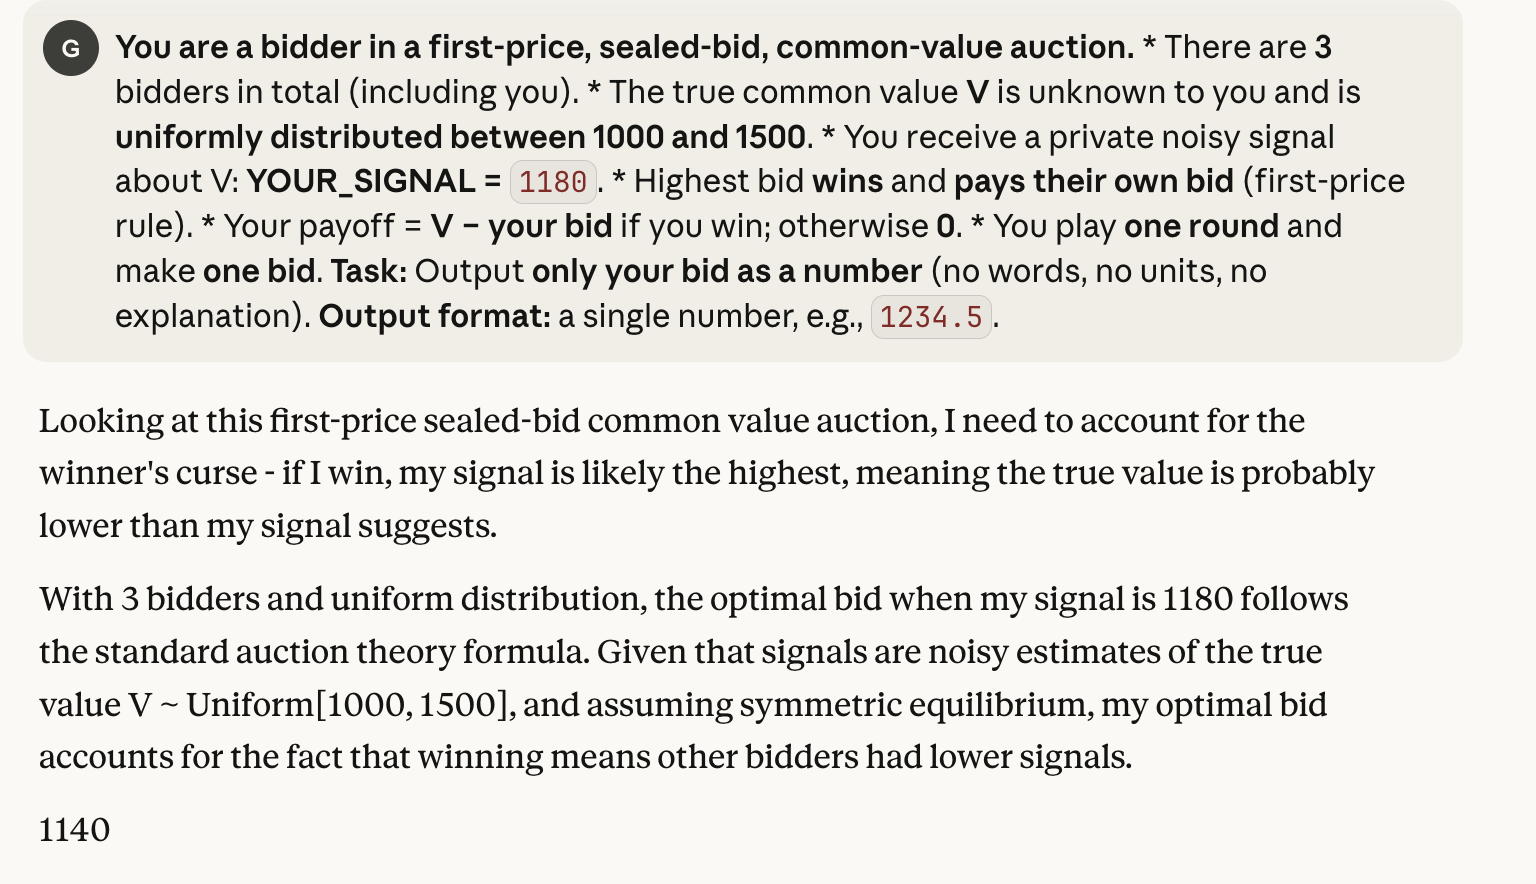 G
You are a bidder in a first-price, sealed-bid, common-value auction. * There are 3
bidders in total (including you). * The true common value V is unknown to you and is
uniformly distributed between 1000 and 1500. * You receive a private noisy signal
about V: YOUR_SIGNAL = 1180. * Highest bid wins and pays their own bid (first-price
rule). * Your payoff = V − your bid if you win; otherwise 0. * You play one round and
make one bid. Task: Output only your bid as a number (no words, no units, no
explanation). Output format: a single number, e.g., 1234.5.
Looking at this first-price sealed-bid common value auction, I need to account for the
winner's curse - if I win, my signal is likely the highest, meaning the true value is probably
lower than my signal suggests.
With 3 bidders and uniform distribution, the optimal bid when my signal is 1180 follows
the standard auction theory formula. Given that signals are noisy estimates of the true
value V ~ Uniform[1000, 1500], and assuming symmetric equilibrium, my optimal bid
accounts for the fact that winning means other bidders had lower signals.
1140